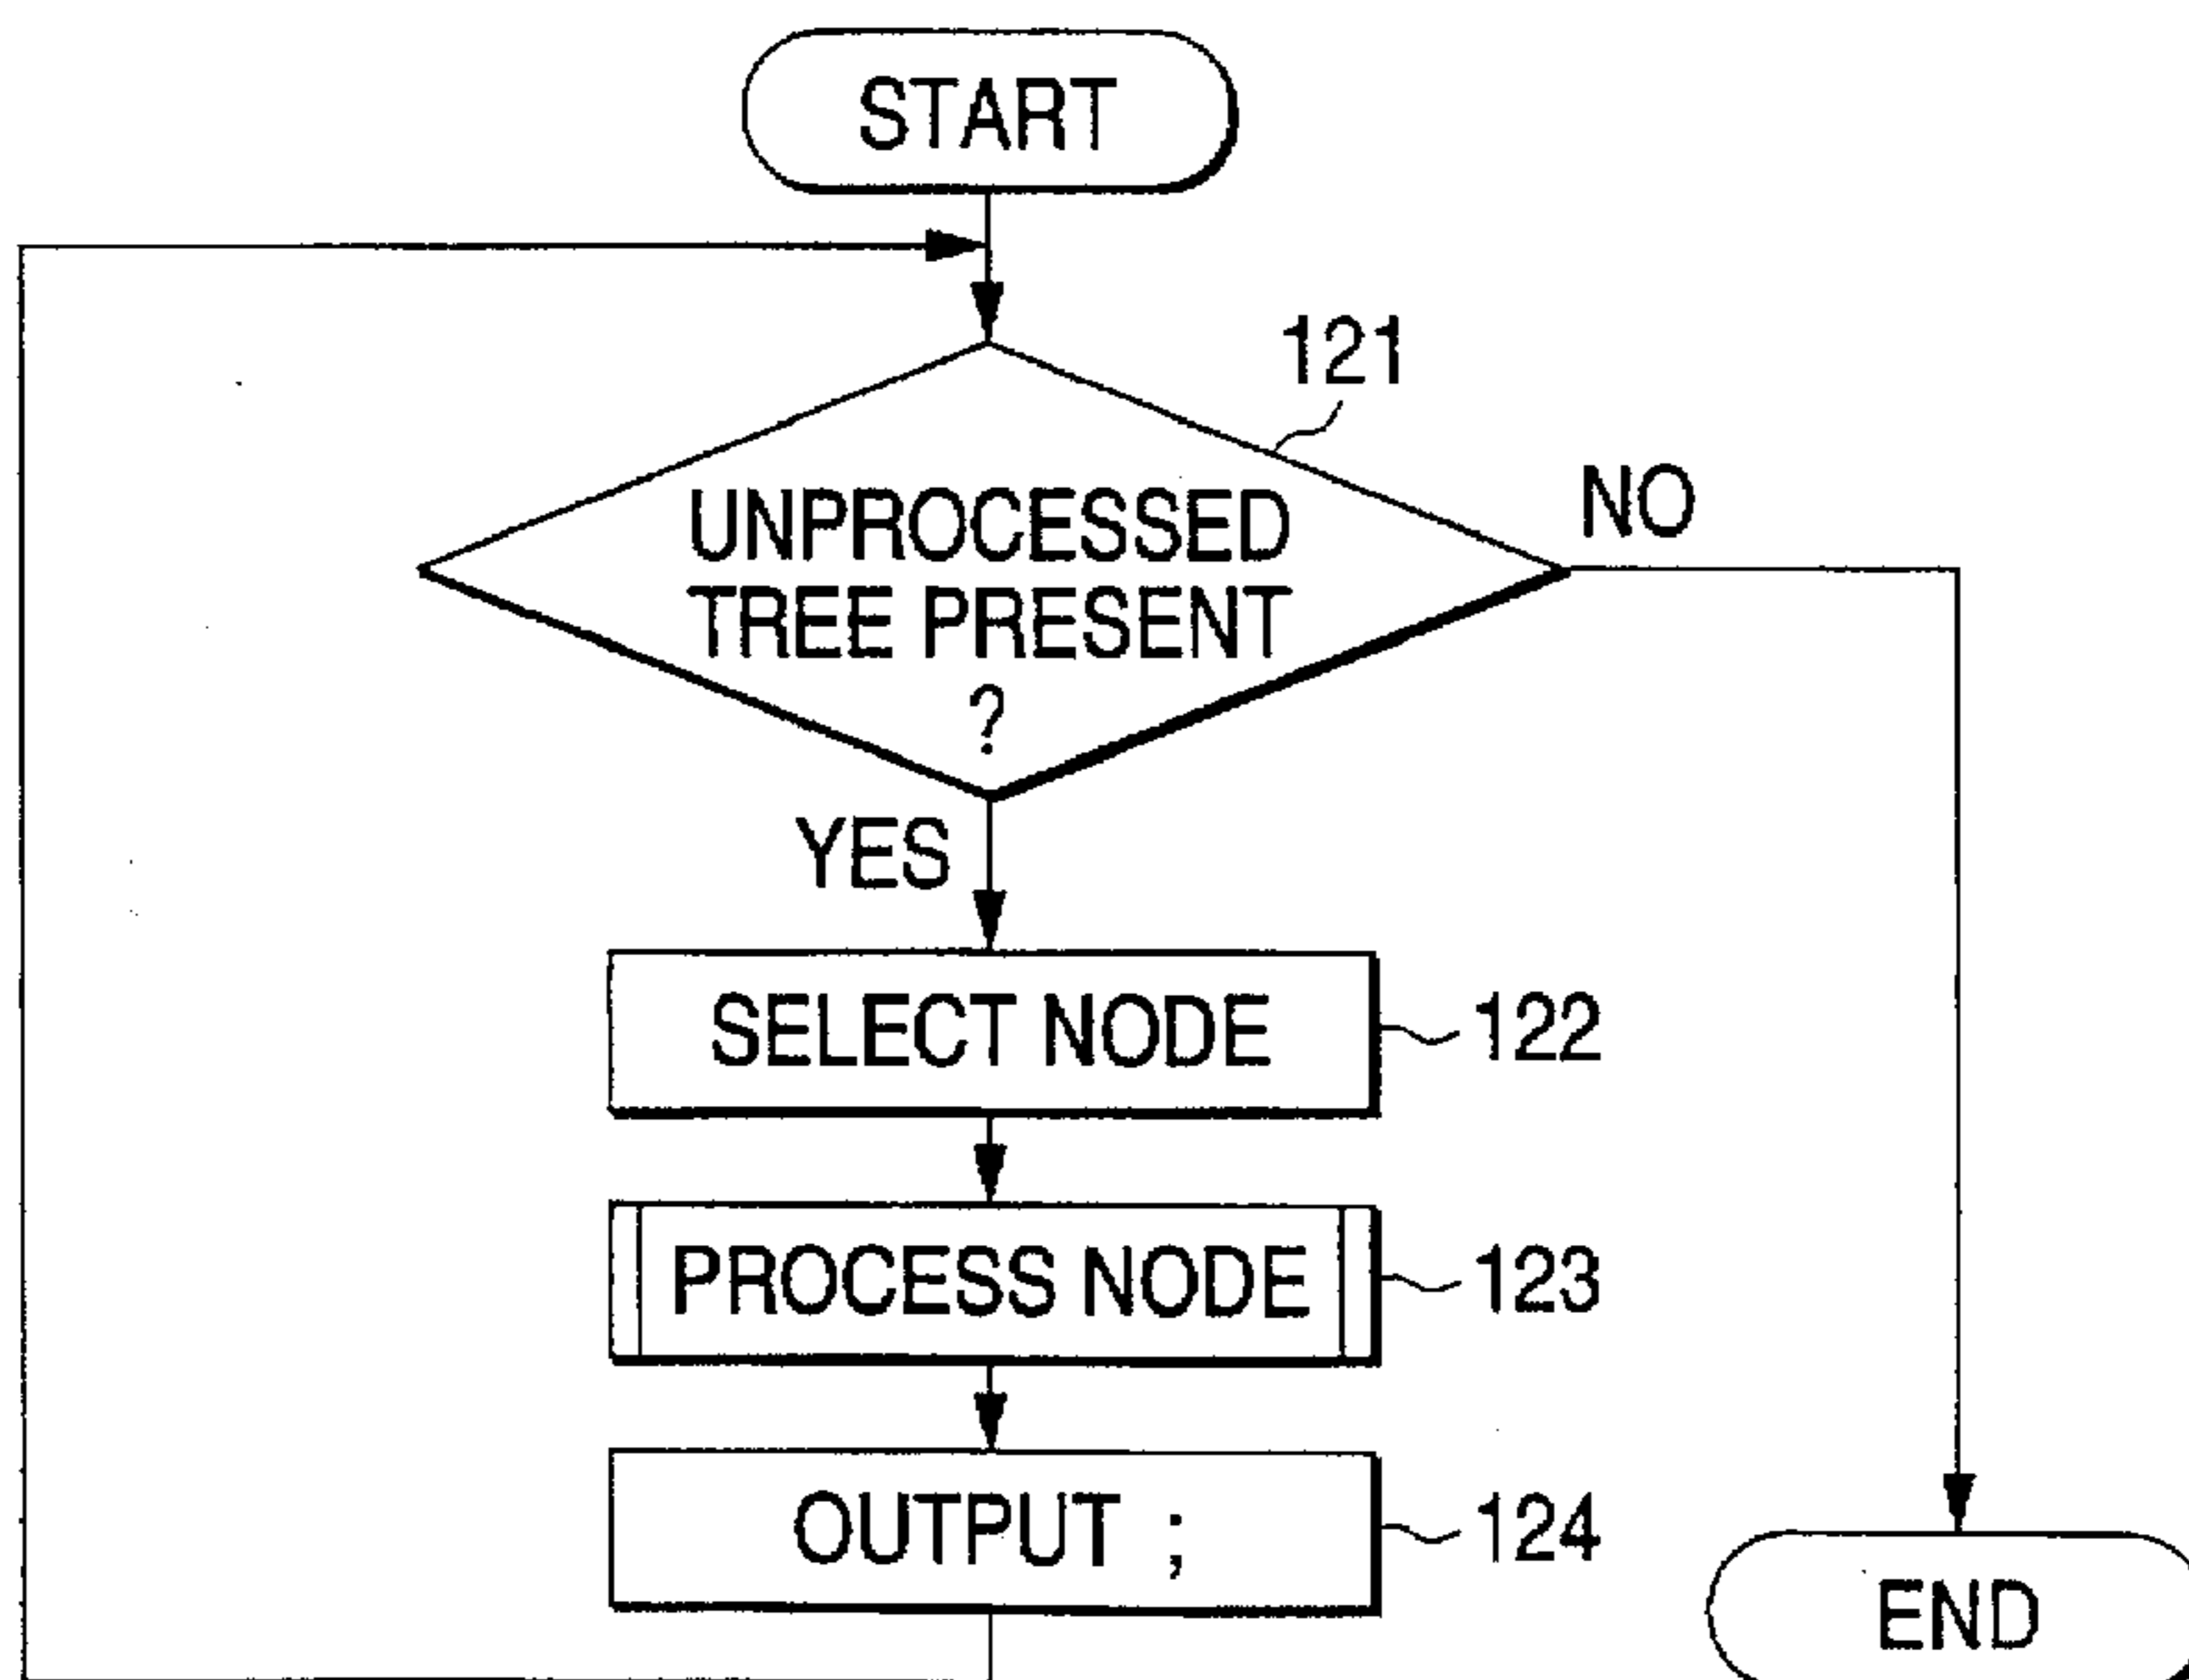 START
121
UNPROCESSED
TREE PRESENT
?
NO
YES
SELECT NODE
122
PROCESS NODE
123
OUTPUT ;
124
END